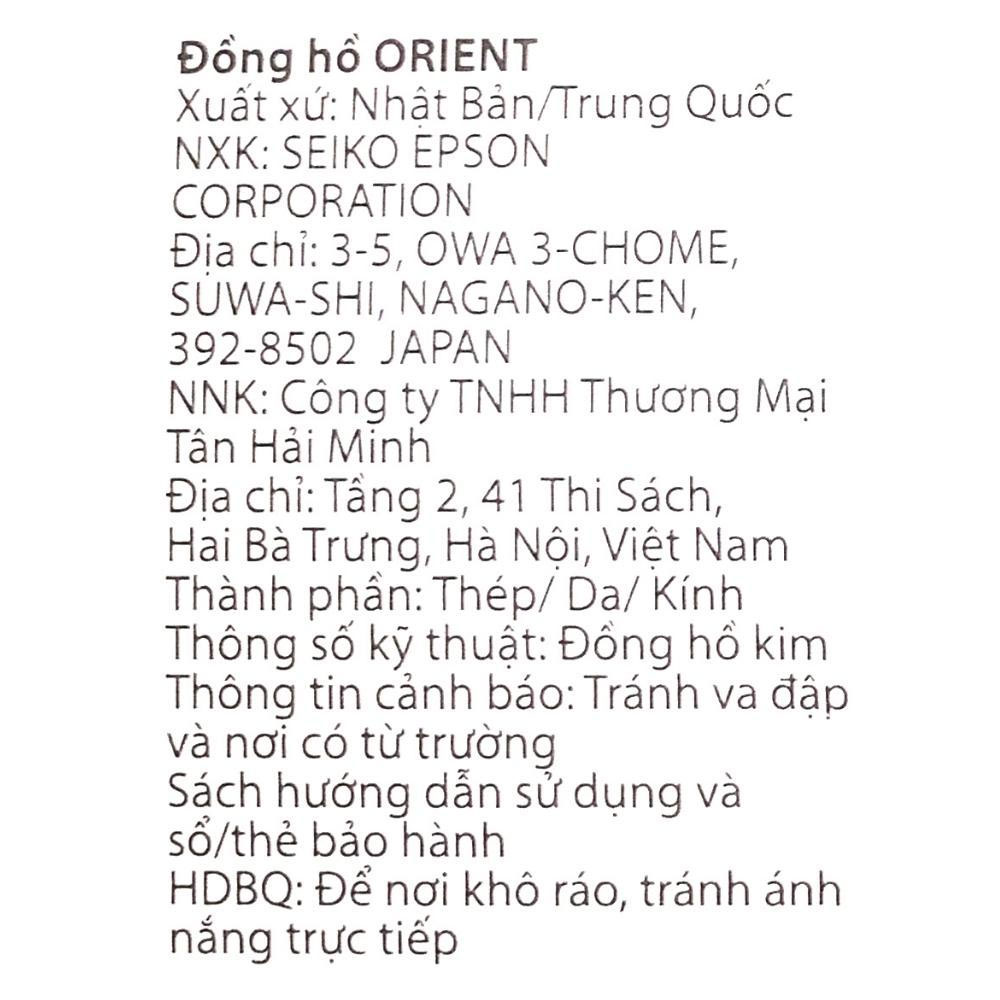 Đồng hồ ORIENT
Xuất xứ: Nhật Bản/Trung Quốc
NXK: SEIKO EPSON
CORPORATION
Địa chỉ: 3-5, OWA 3-CHOME,
SUWA-SHI, NAGANO-KEN,
392-8502 JAPAN
NNK: Công ty TNHH Thương Mại
Tân Hải Minh
Địa chỉ: Tầng 2, 41 Thi Sách,
Hai Bà Trưng, Hà Nội, Việt Nam
Thành phần: Thép/ Da/ Kính
Thông số kỹ thuật: Đồng hồ kim
Thông tin cảnh báo: Tránh va đập
và nơi có từ trường
Sách hướng dẫn sử dụng và
sổ/thẻ bảo hành
HDBQ: Để nơi khô ráo, tránh ánh
nắng trực tiếp